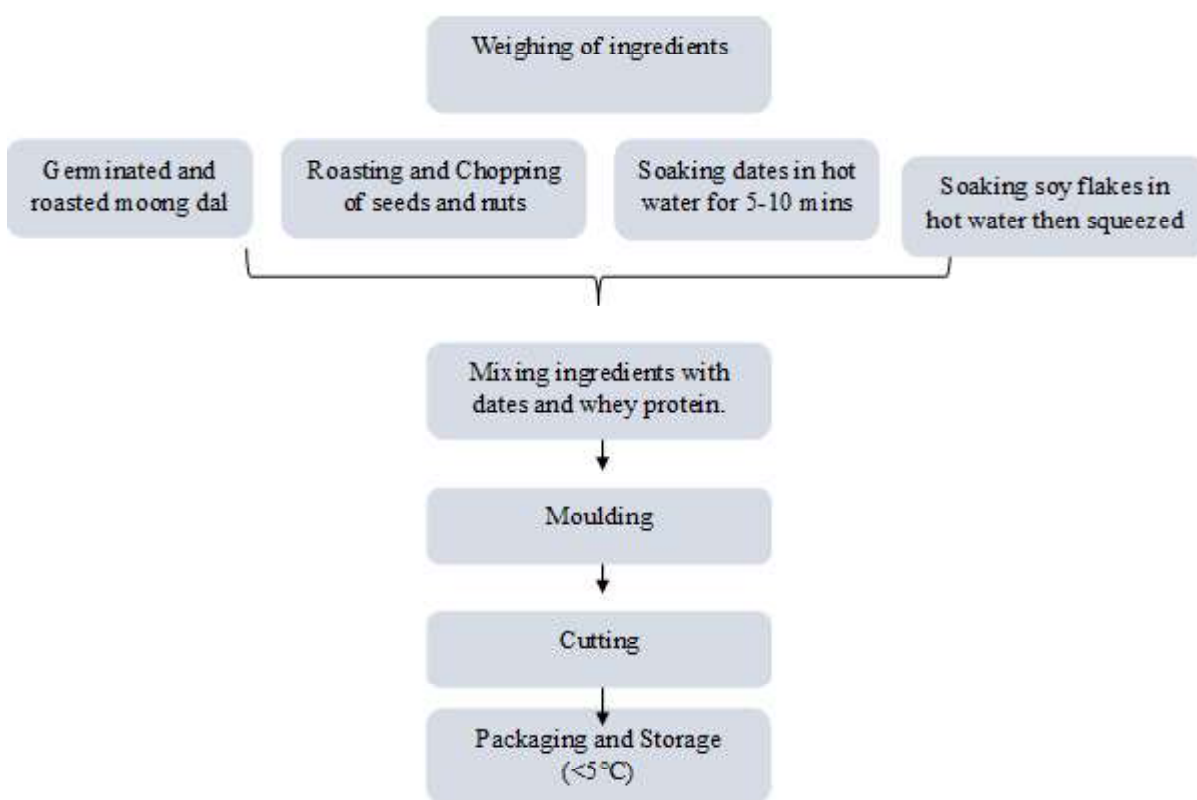 Weighing of ingredients
Germinated and
roasted moong dal
Roasting and Chopping
of seeds and nuts
Soaking dates in hot
water for 5-10 mins
Soaking soy flakes in
hot water then squeezed
Mixing ingredients with
dates and whey protein.
Moulding
Cutting
Packaging and Storage
(<5°C)